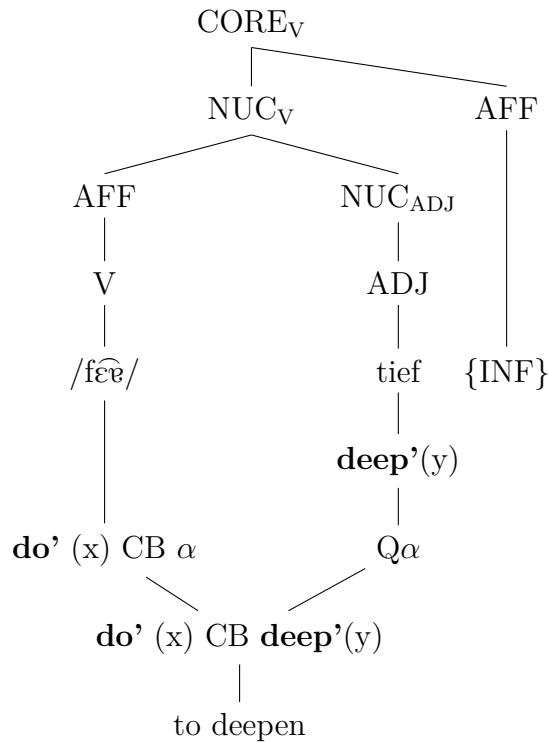 CORE_V
NUC_V AFF
AFF NUC_ADJ
V ADJ
/fɛ͡ɐ/ tief {INF}
deep’(y)
do’ (x) CB α Qα
do’ (x) CB deep’(y)
to deepen